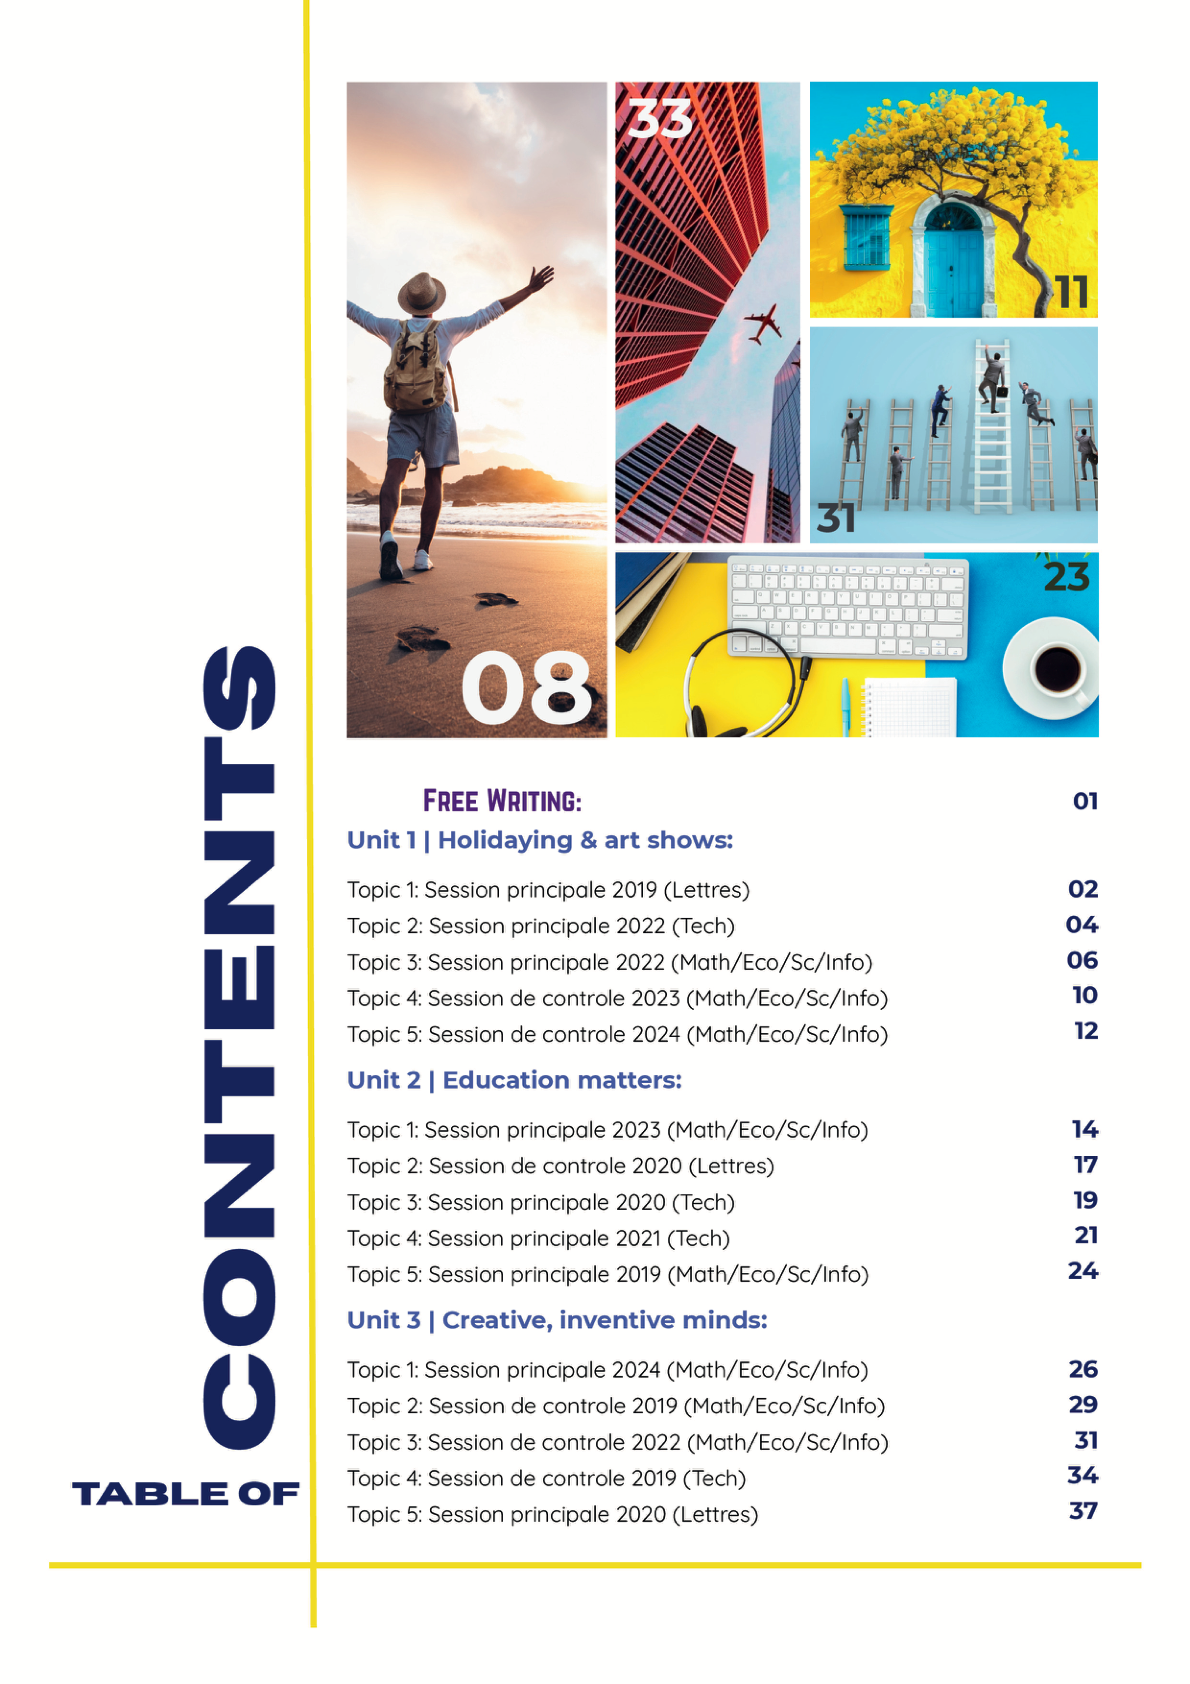 33
11
31
23
08
TABLE OF
CONTENTS
FREE WRITING: 01
Unit 1 | Holidaying & art shows:
Topic 1: Session principale 2019 (Lettres) 02
Topic 2: Session principale 2022 (Tech) 04
Topic 3: Session principale 2022 (Math/Eco/Sc/Info) 06
Topic 4: Session de controle 2023 (Math/Eco/Sc/Info) 10
Topic 5: Session de controle 2024 (Math/Eco/Sc/Info) 12
Unit 2 | Education matters:
Topic 1: Session principale 2023 (Math/Eco/Sc/Info) 14
Topic 2: Session de controle 2020 (Lettres) 17
Topic 3: Session principale 2020 (Tech) 19
Topic 4: Session principale 2021 (Tech) 21
Topic 5: Session principale 2019 (Math/Eco/Sc/Info) 24
Unit 3 | Creative, inventive minds:
Topic 1: Session principale 2024 (Math/Eco/Sc/Info) 26
Topic 2: Session de controle 2019 (Math/Eco/Sc/Info) 29
Topic 3: Session de controle 2022 (Math/Eco/Sc/Info) 31
Topic 4: Session de controle 2019 (Tech) 34
Topic 5: Session principale 2020 (Lettres) 37